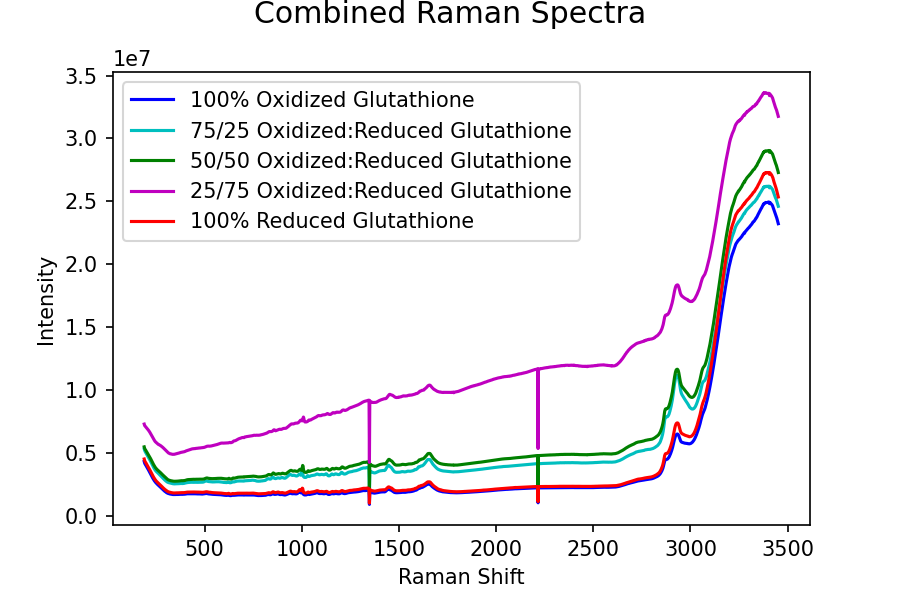 Combined Raman Spectra
1e7
3.5
3.0
2.5
2.0
1.5
1.0
0.5
0.0
Intensity
100% Oxidized Glutathione
75/25 Oxidized:Reduced Glutathione
50/50 Oxidized:Reduced Glutathione
25/75 Oxidized:Reduced Glutathione
100% Reduced Glutathione
500 1000 1500 2000 2500 3000 3500
Raman Shift